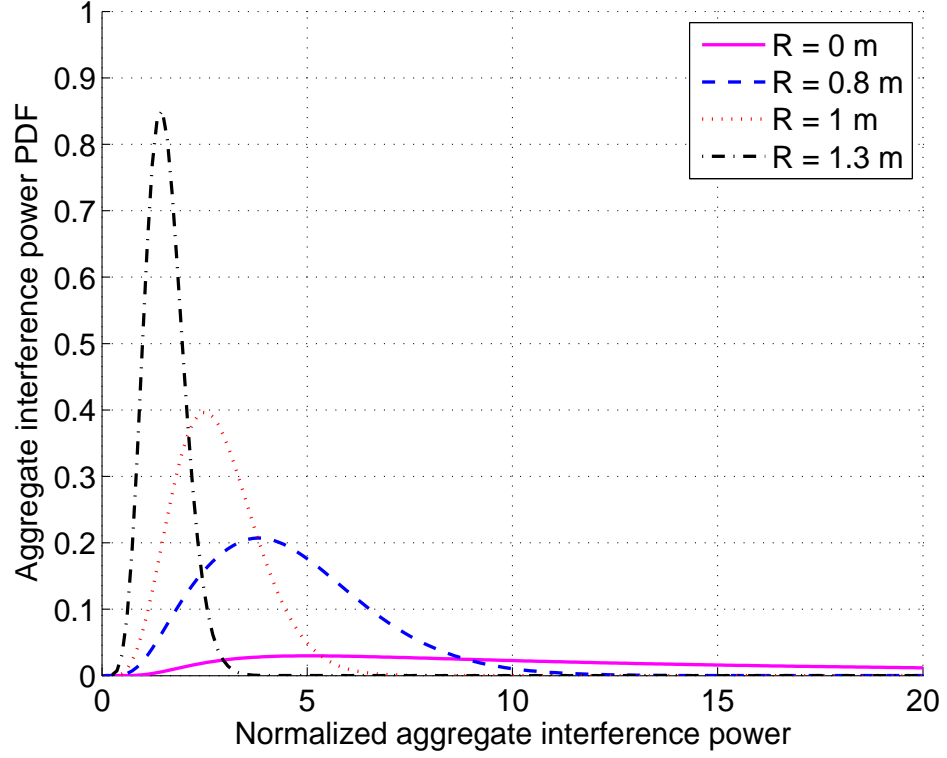 1
0.9
0.8
0.7
0.6
0.5
0.4
0.3
0.2
0.1
0
Aggregate interference power PDF
R = 0 m
R = 0.8 m
R = 1 m
R = 1.3 m
0 5 10 15 20
Normalized aggregate interference power